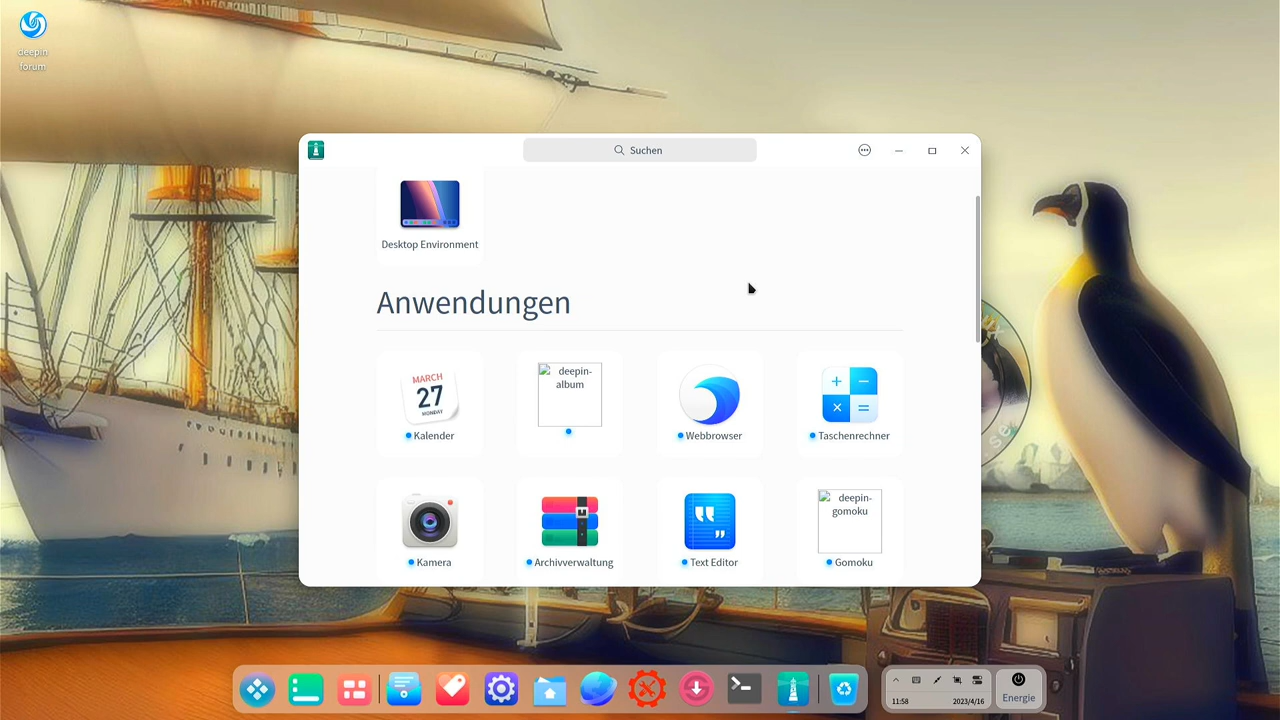 deepin
forum
Suchen
Desktop Environment
Anwendungen
MARCH
27
MONDAY
Kalender
deepin-
album
Webbrowser
Taschenrechner
Kamera
Archivverwaltung
Text Editor
deepin-
gomoku
Gomoku
11:58
2023/4/16
Energie